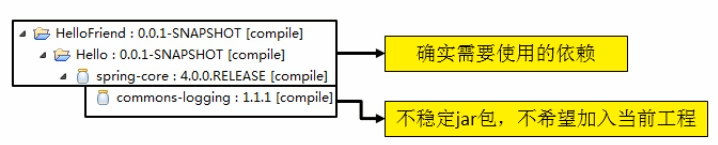 HelloFriend : 0.0.1-SNAPSHOT [compile]
Hello : 0.0.1-SNAPSHOT [compile]
确实需要使用的依赖
spring-core : 4.0.0.RELEASE [compile]
commons-logging : 1.1.1 [compile]
不稳定jar包，不希望加入当前工程